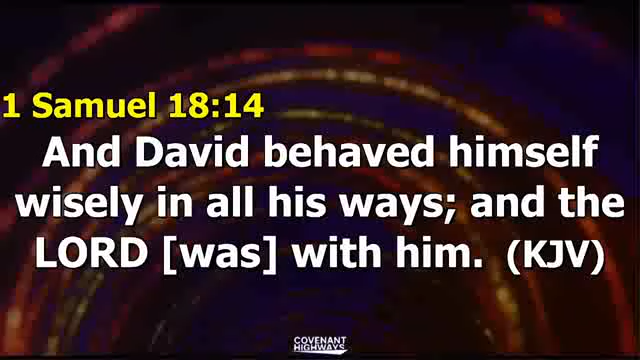 1 Samuel 18:14
And David behaved himself
wisely in all his ways; and the
LORD [was] with him. (KJV)
COVENANT
HIGHWAYS